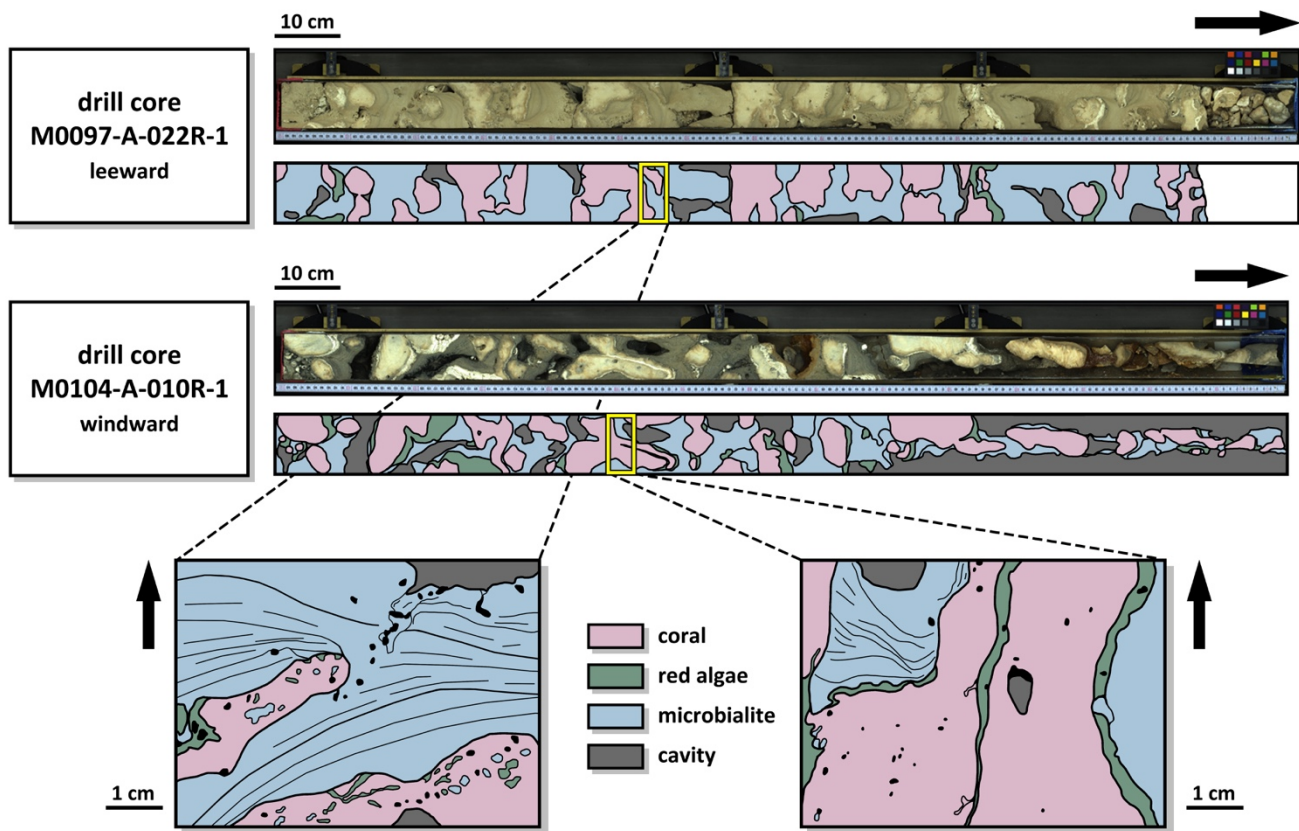 10 cm
drill core
M0097-A-022R-1
leeward
10 cm
drill core
M0104-A-010R-1
windward
coral
red algae
microbialite
cavity
1 cm
1 cm